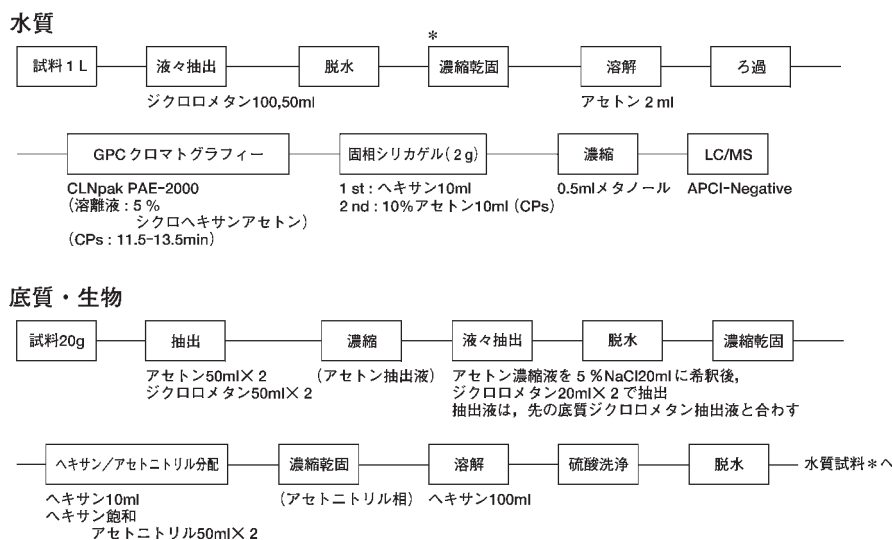 水質
*
試料1L 液々抽出 脱水 濃縮乾固 溶解 ろ過
ジクロロメタン100,50ml アセトン2ml
GPCクロマトグラフィー 固相シリカゲル(2g) 濃縮 LC/MS
CLNpak PAE-2000 1 st : ヘキサン10ml 0.5mlメタノール APCI-Negative
(溶離液 : 5% 2 nd : 10%アセトン10ml (CPs)
シクロヘキサンアセトン)
(CPs : 11.5-13.5min)
底質・生物
試料20g 抽出 濃縮 液々抽出 脱水 濃縮乾固
アセトン50ml×2 (アセトン抽出液) アセトン濃縮液を5%NaCl20mlに希釈後,
ジクロロメタン50ml×2 ジクロロメタン20ml×2で抽出
抽出液は,先の底質ジクロロメタン抽出液と合わす
ヘキサン/アセトニトリル分配 濃縮乾固 溶解 硫酸洗浄 脱水 水質試料*へ
ヘキサン10ml (アセトニトリル相) ヘキサン100ml
ヘキサン飽和
アセトニトリル50ml×2